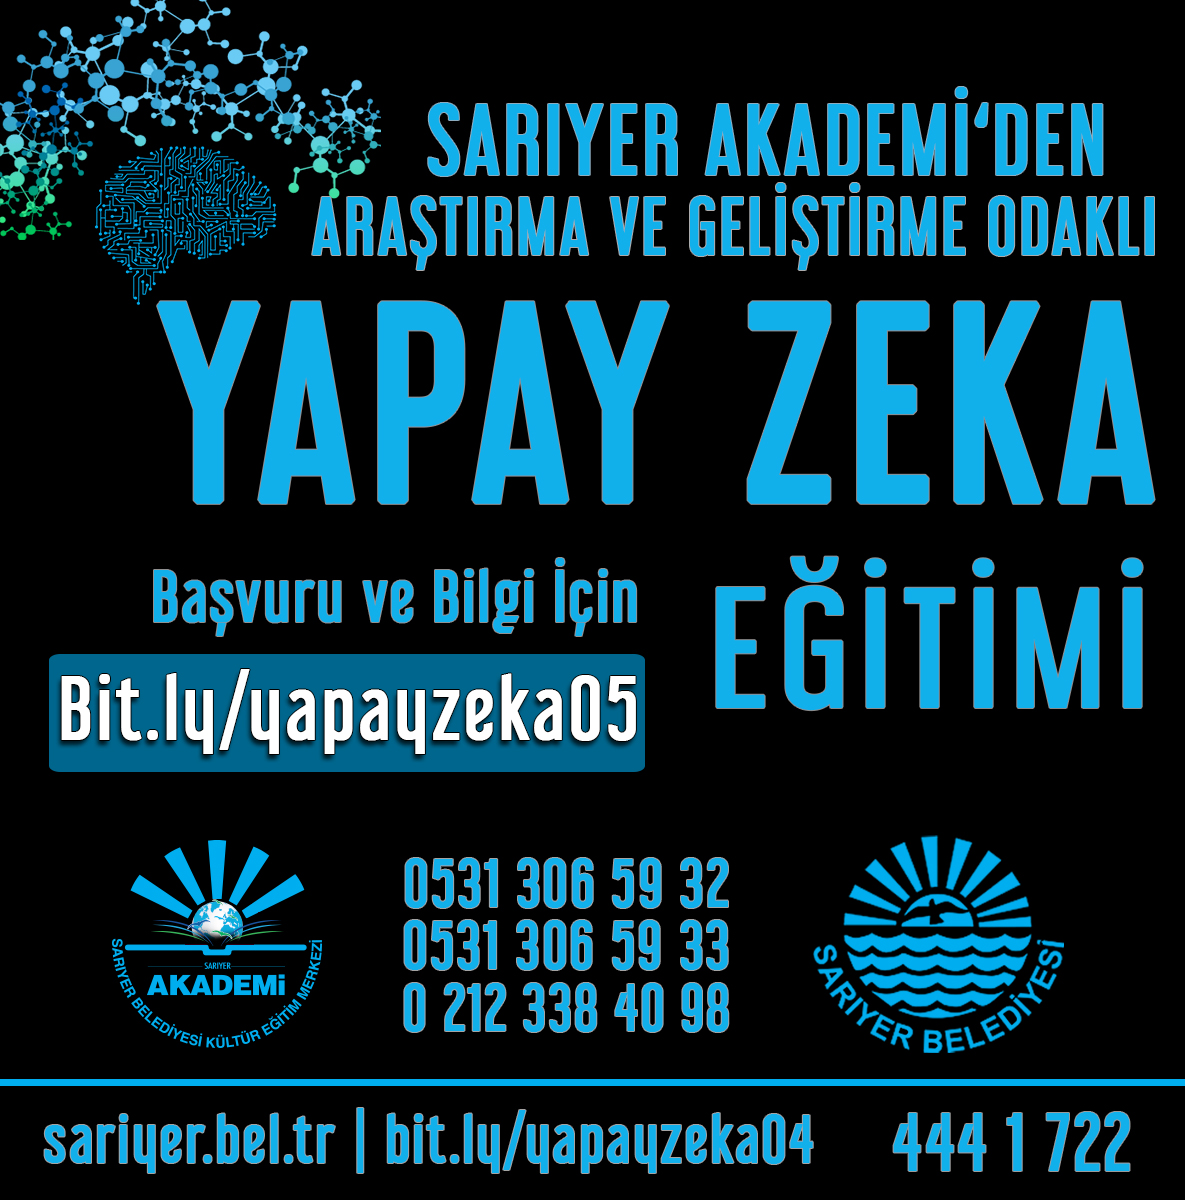 SARIYER AKADEMİ‘DEN
ARAŞTIRMA VE GELİŞTİRME ODAKLI
YAPAY ZEKA
EĞİTİMİ
Başvuru ve Bilgi İçin
Bit.ly/yapayzeka05
SARIYER
AKADEMİ
SARIYER BELEDİYESİ KÜLTÜR EĞİTİM MERKEZİ
0531 306 59 32
0531 306 59 33
0 212 338 40 98
SARIYER BELEDİYESİ
sariyer.bel.tr | bit.ly/yapayzeka04 444 1 722